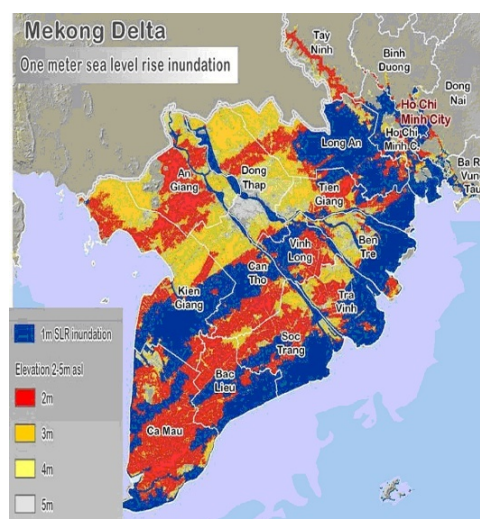 Mekong Delta
One meter sea level rise inundation
Tay
Ninh
Binh
Duong
Dong
Nai
Ho Chi
Minh City
Ho Chi
Minh C.
Ba R
Vung
Tau
Long An
An
Giang
Dong
Thap
Tien
Giang
Ben
Tre
Vinh
Long
Can
Tho
Kien
Giang
Tra
Vinh
Soc
Trang
Bac
Lieu
Ca Mau
1m SLR inundation
Elevation 2-5m asl
2m
3m
4m
5m